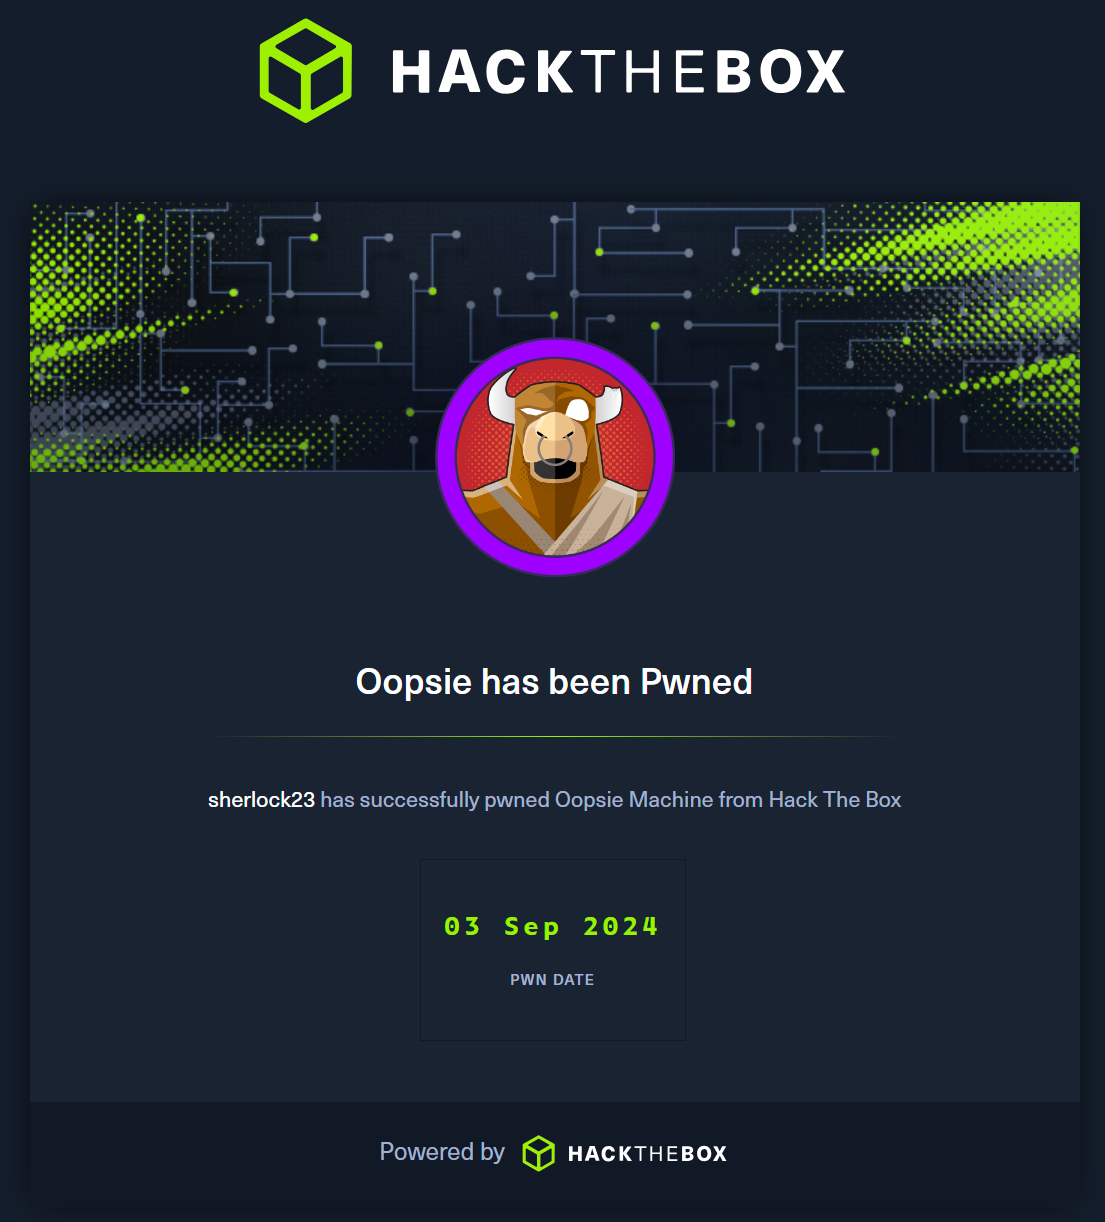 HACKTHEBOX
Oopsie has been Pwned
sherlock23 has successfully pwned Oopsie Machine from Hack The Box
03 Sep 2024
PWN DATE
Powered by HACKTHEBOX